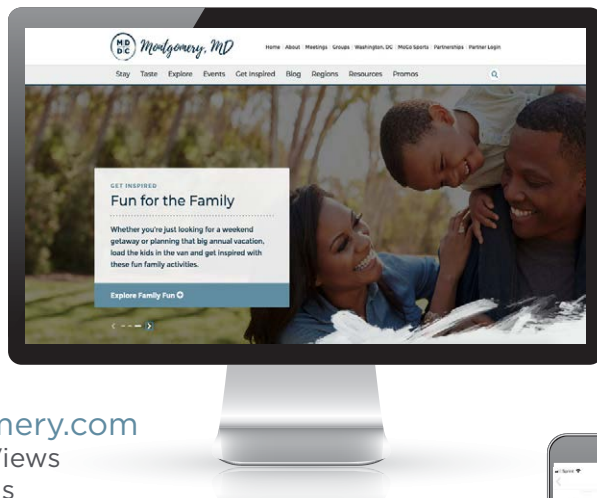 MD
DC
Montgomery, MD
Home About Meetings Groups Washington, DC MoCo Sports Partnerships Partner Login
Stay Taste Explore Events Get Inspired Blog Regions Resources Promos
GET INSPIRED
Fun for the Family
Whether you're just looking for a weekend
getaway or planning that big annual vacation,
load the kids in the van and get inspired with
these fun family activities.
Explore Family Fun
mery.com
iews
s
Sprint